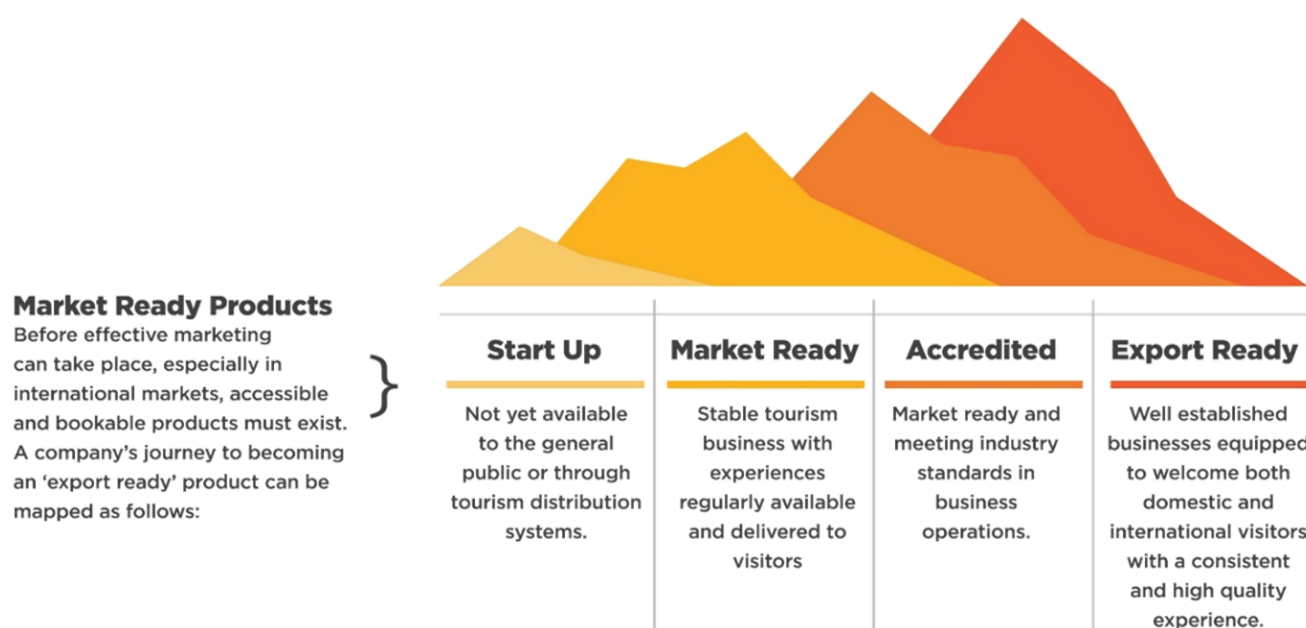 Market Ready Products
Before effective marketing
can take place, especially in
international markets, accessible
and bookable products must exist.
A company's journey to becoming
an ‘export ready’ product can be
mapped as follows:
}
Start Up
Not yet available
to the general
public or through
tourism distribution
systems.
Market Ready
Stable tourism
business with
experiences
regularly available
and delivered to
visitors
Accredited
Market ready and
meeting industry
standards in
business
operations.
Export Ready
Well established
businesses equipped
to welcome both
domestic and
international visitors
with a consistent
and high quality
experience.